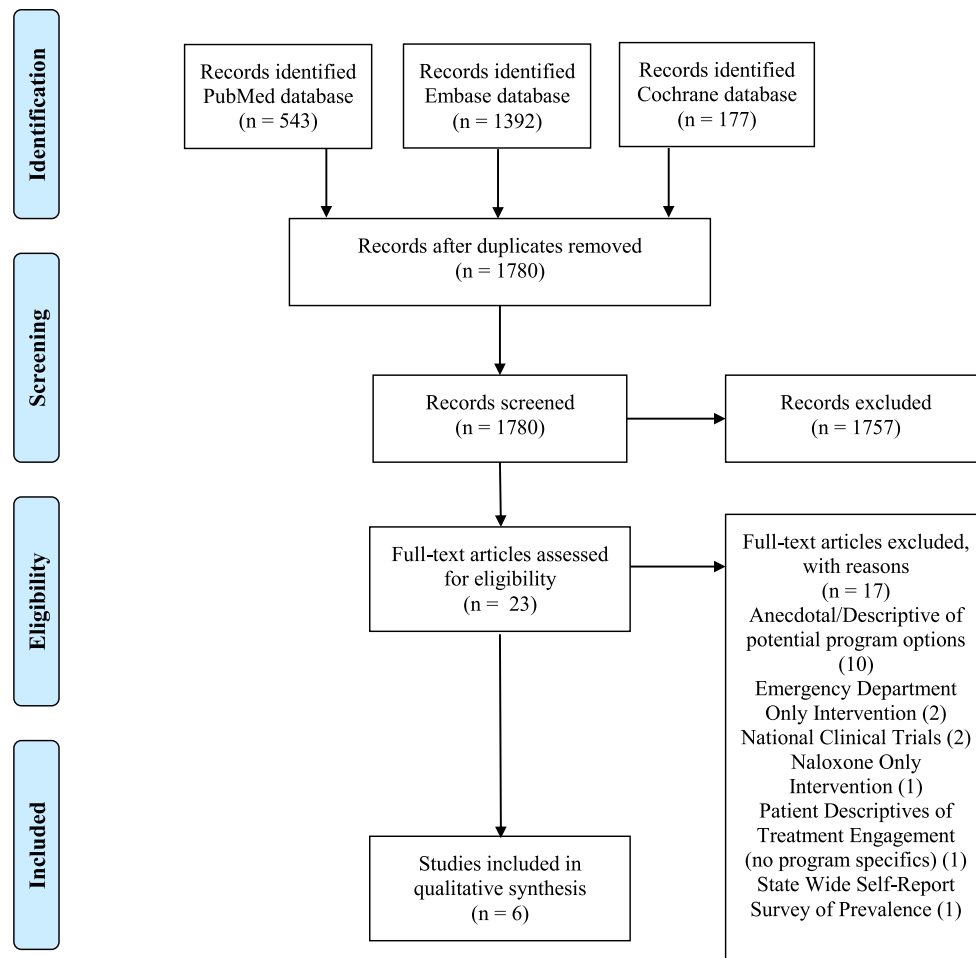 Identification
Records identified
PubMed database
(n = 543)
Records identified
Embase database
(n = 1392)
Records identified
Cochrane database
(n = 177)
Records after duplicates removed
(n = 1780)
Screening
Records screened
(n = 1780)
Records excluded
(n = 1757)
Eligibility
Full-text articles assessed
for eligibility
(n = 23)
Full-text articles excluded,
with reasons
(n = 17)
Anecdotal/Descriptive of
potential program options
(10)
Emergency Department
Only Intervention (2)
National Clinical Trials (2)
Naloxone Only
Intervention (1)
Patient Descriptives of
Treatment Engagement
(no program specifics) (1)
State Wide Self-Report
Survey of Prevalence (1)
Included
Studies included in
qualitative synthesis
(n = 6)